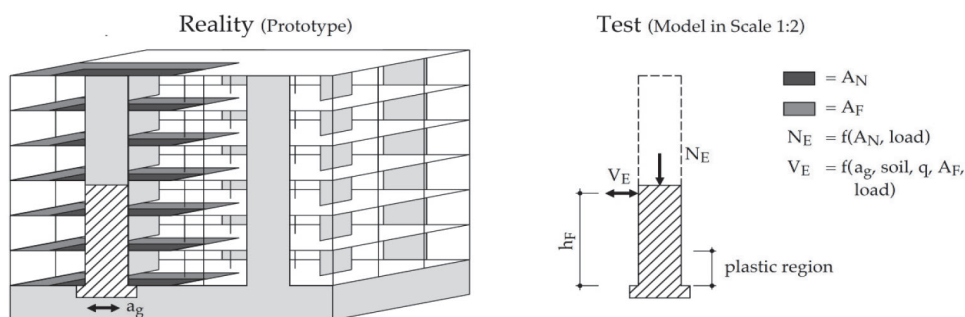 Reality (Prototype)
a_g
Test (Model in Scale 1:2)
N_E
V_E
h_F
plastic region
= A_N
= A_F
N_E = f(A_N, load)
V_E = f(a_g, soil, q, A_F,
load)